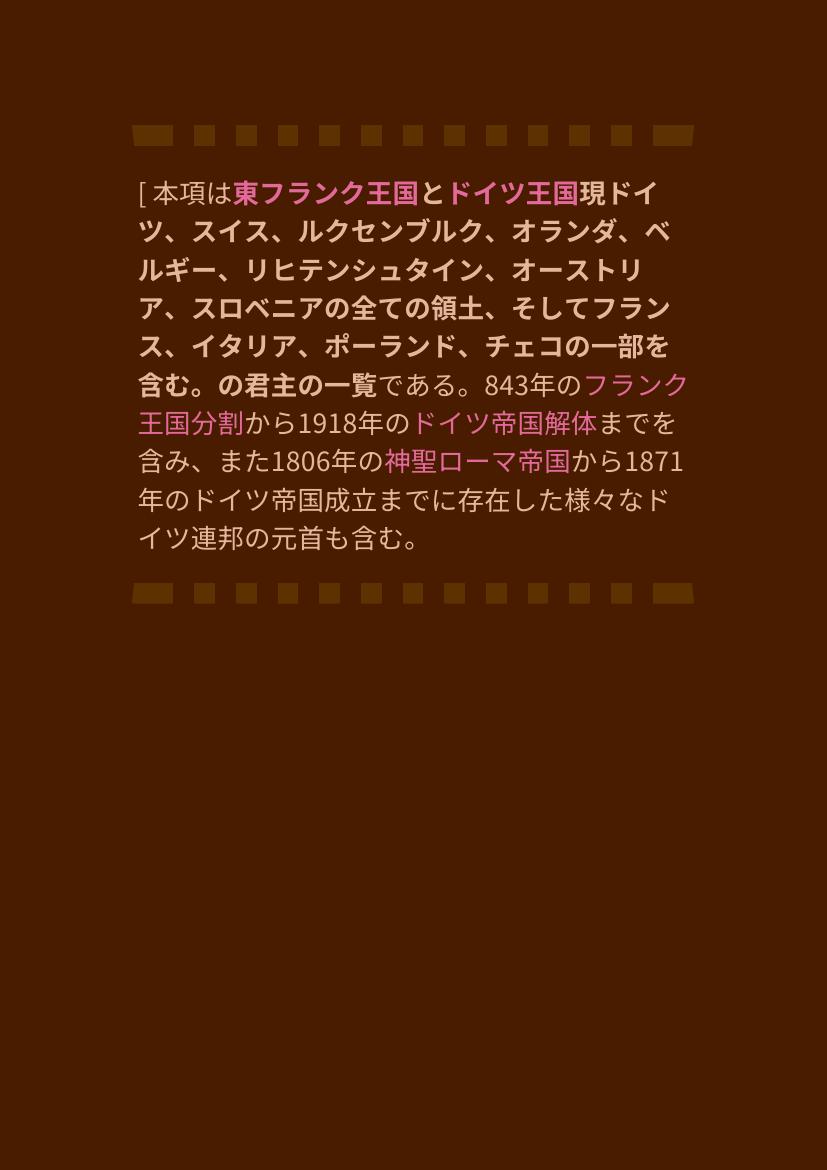 [ 本項は東フランク王国とドイツ王国現ドイ
ツ、スイス、ルクセンブルク、オランダ、ベ
ルギー、リヒテンシュタイン、オーストリ
ア、スロベニアの全ての領土、そしてフラン
ス、イタリア、ポーランド、チェコの一部を
含む。の君主の一覧である。843年のフランク
王国分割から1918年のドイツ帝国解体までを
含み、また1806年の神聖ローマ帝国から1871
年のドイツ帝国成立までに存在した様々なド
イツ連邦の元首も含む。